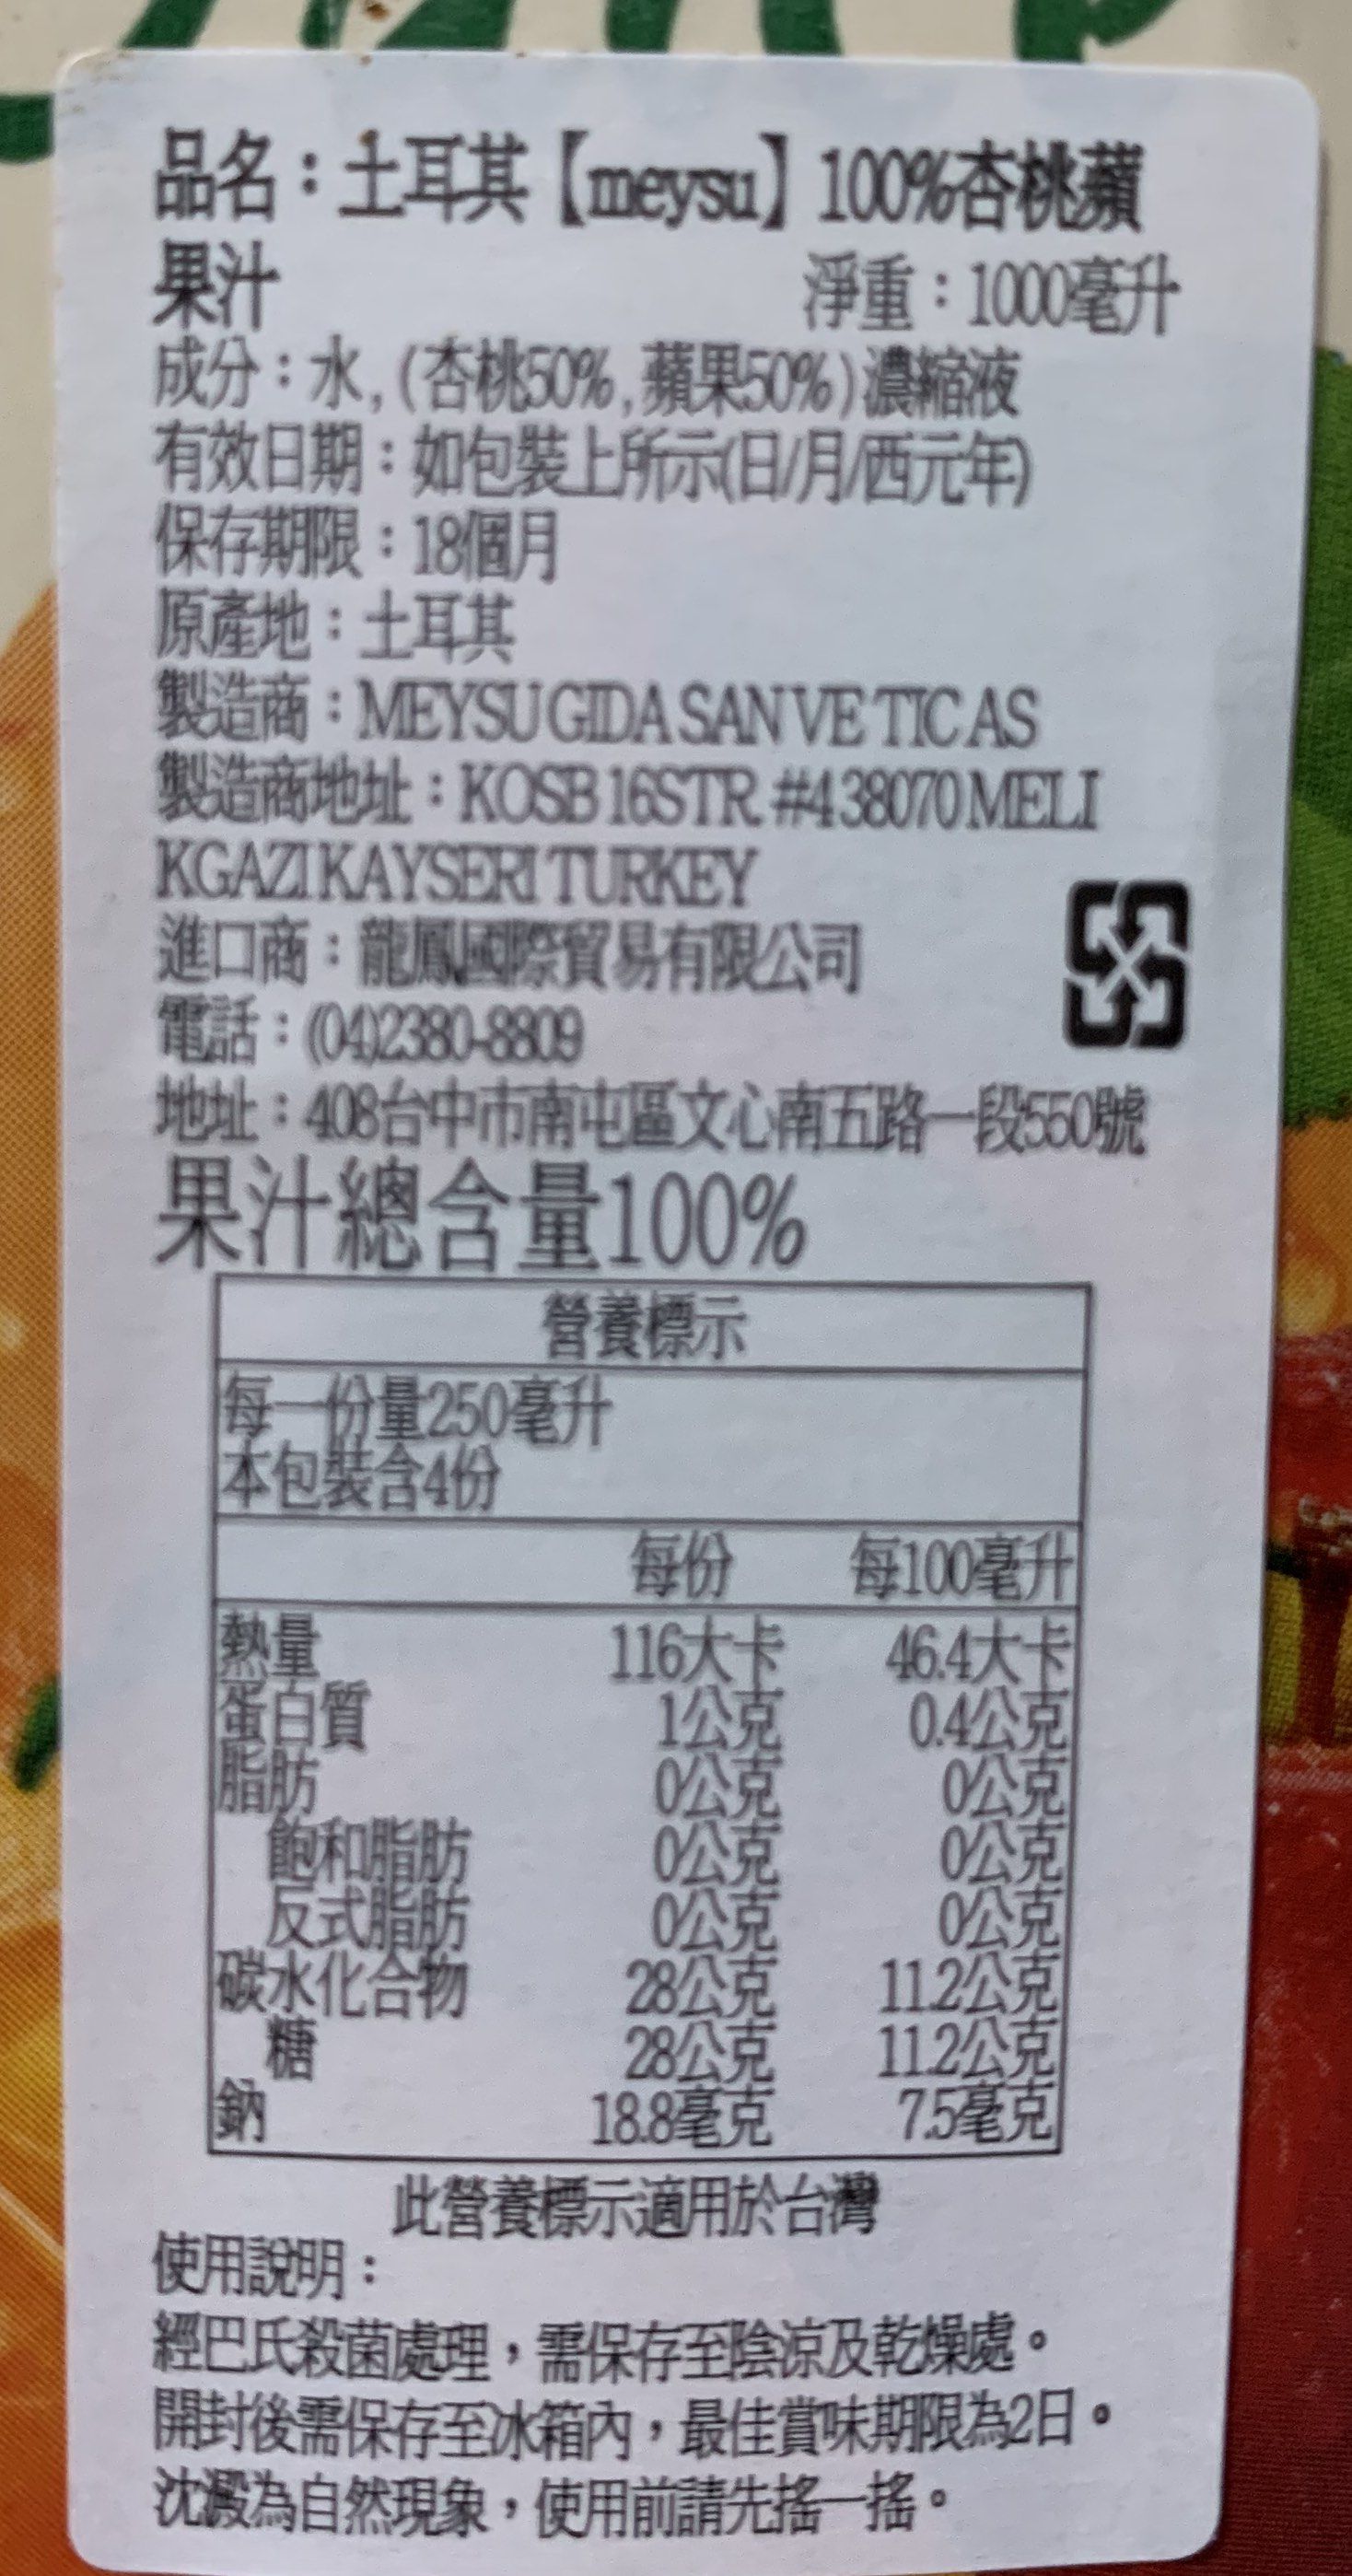 品名：土耳其【meysu】100%杏桃蘋
果汁 淨重：1000毫升
成分：水,(杏桃50%,蘋果50%)濃縮液
有效日期：如包裝上所示(日/月/西元年)
保存期限：18個月
原產地：土耳其
製造商：MEYSU GIDA SAN VE TIC AS
製造商地址：KOSB 16STR #4 38070 MELI
KGAZI KAYSERI TURKEY
進口商：龍鳳國際貿易有限公司
電話：(04)2380-8809
地址：408台中市南屯區文心南五路一段550號
果汁總含量100%
營養標示
每一份量250毫升
本包裝含4份
每份 每100毫升
熱量 116大卡 46.4大卡
蛋白質 1公克 0.4公克
脂肪 0公克 0公克
飽和脂肪 0公克 0公克
反式脂肪 0公克 0公克
碳水化合物 28公克 11.2公克
糖 28公克 11.2公克
鈉 18.8毫克 7.5毫克
此營養標示適用於台灣
使用說明：
經巴氏殺菌處理，需保存至陰涼及乾燥處。
開封後需保存至冰箱內，最佳賞味期限為2日。
沈澱為自然現象，使用前請先搖一搖。